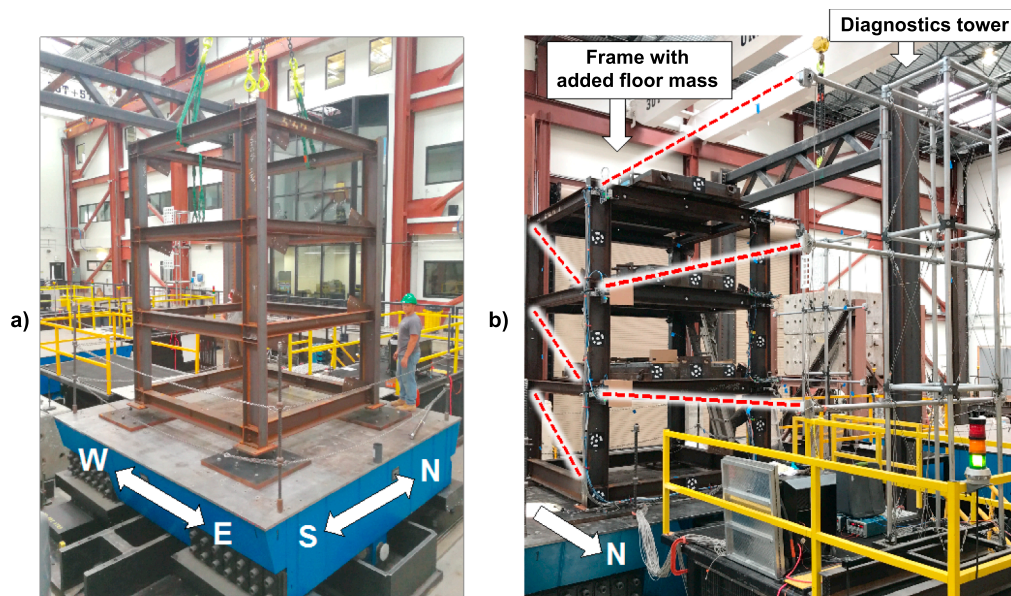 a)
W
E
S
N
b)
Frame with
added floor mass
Diagnostics tower
N